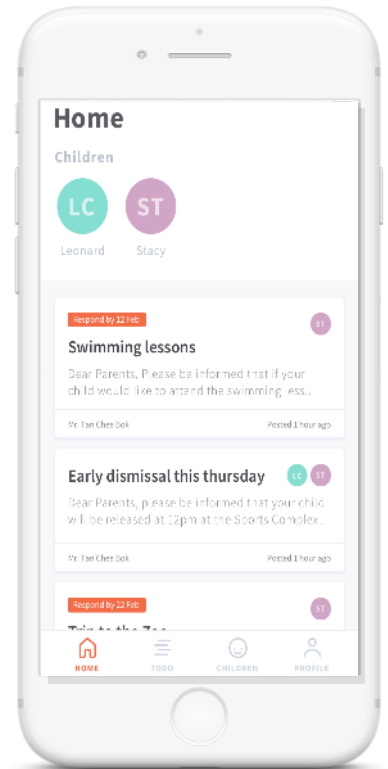 Home
Children
LC ST
Leonard Stacy
Respond by 12 Feb ST
Swimming lessons
Dear Parents, Please be informed that if your
child would like to attend the swimming less..
Mr. Tan Chee Bok Posted 1 hour ago
Early dismissal this thursday LC ST
Dear Parents, please be informed that your child
will be released at 12pm at the Sports Complex..
Mr. Tan Chee Bok Posted 1 hour ago
Respond by 22 Feb ST
Trip to the Zoo
HOME TODO CHILDREN PROFILE